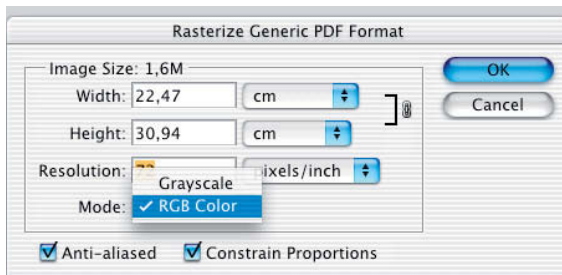 Rasterize Generic PDF Format
Image Size: 1,6M
OK
Width: 22,47 cm
Cancel
Height: 30,94 cm
Resolution: 72 pixels/inch
Grayscale
Mode: ✓ RGB Color
Anti-aliased Constrain Proportions